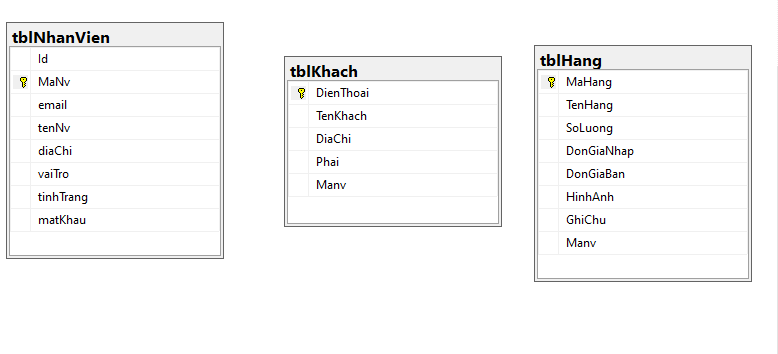 tblNhanVien
Id
MaNv
email
tenNv
diaChi
vaiTro
tinhTrang
matKhau
tblKhach
DienThoai
TenKhach
DiaChi
Phai
Manv
tblHang
MaHang
TenHang
SoLuong
DonGiaNhap
DonGiaBan
HinhAnh
GhiChu
Manv